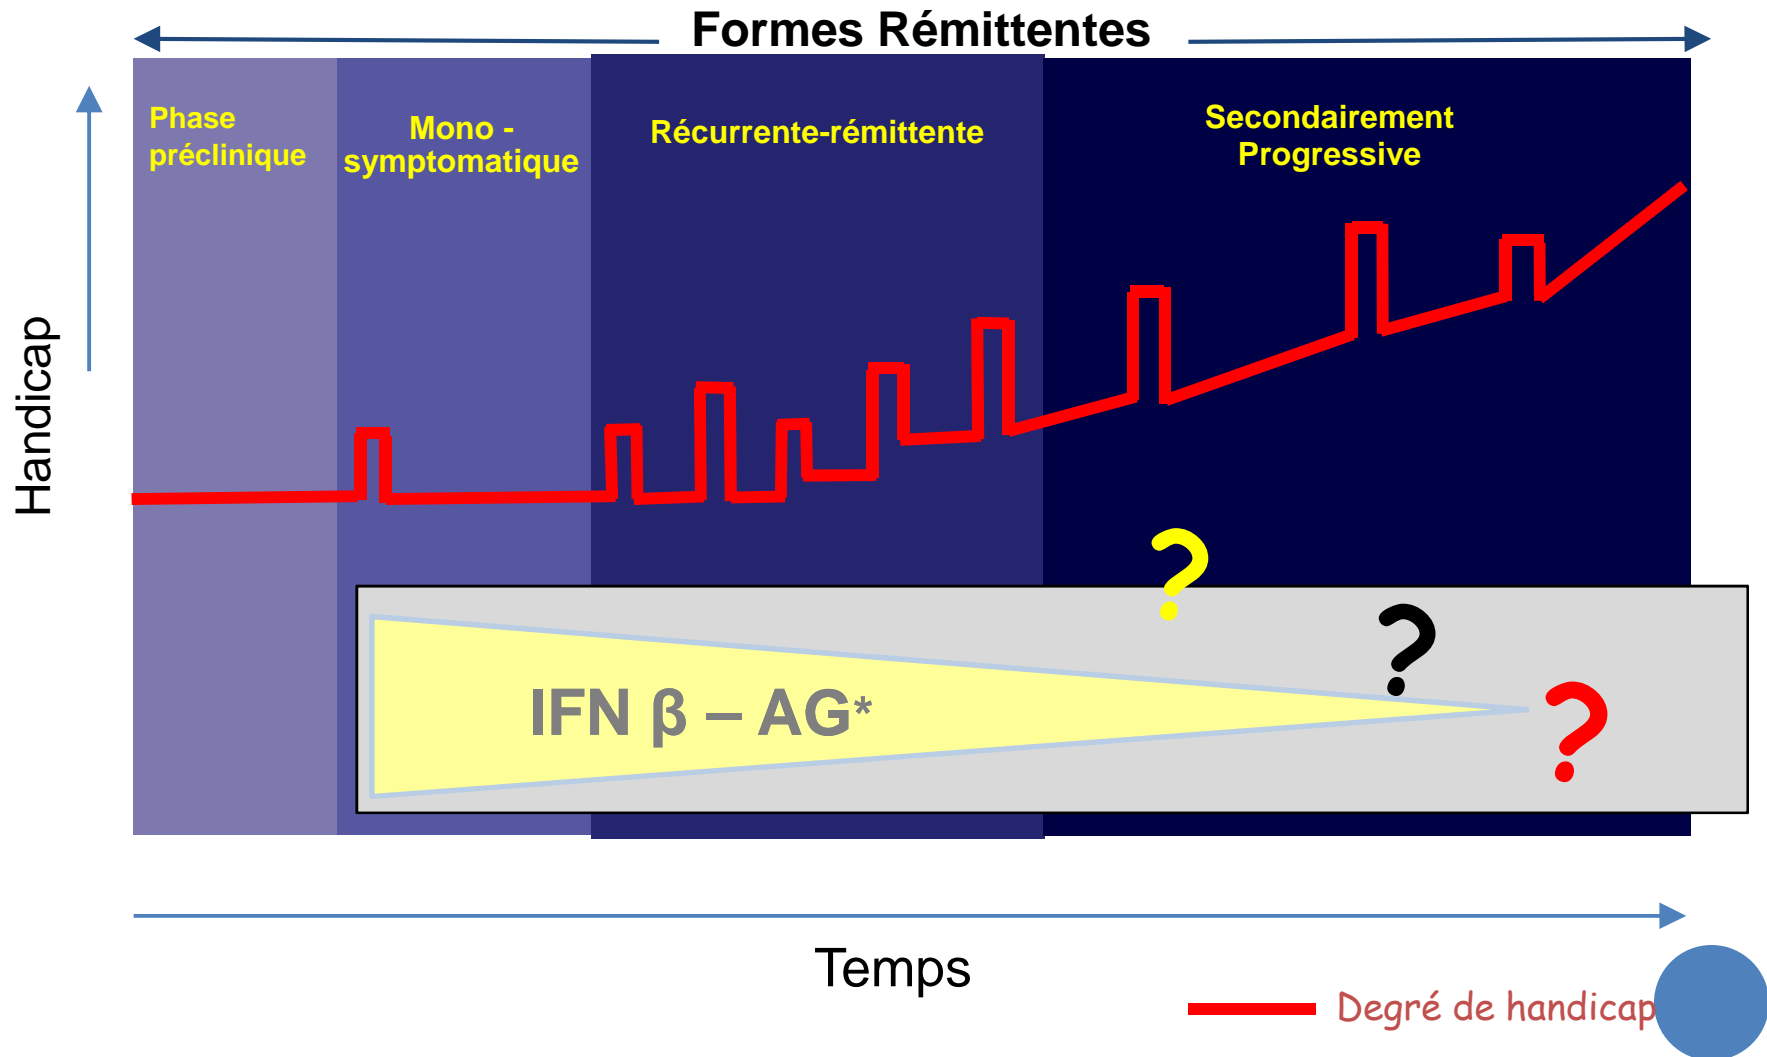 Formes Rémittentes
Phase
préclinique
Mono -
symptomatique
Récurrente-rémittente
Secondairement
Progressive
Handicap
?
?
?
IFN β – AG*
Temps
Degré de handicap